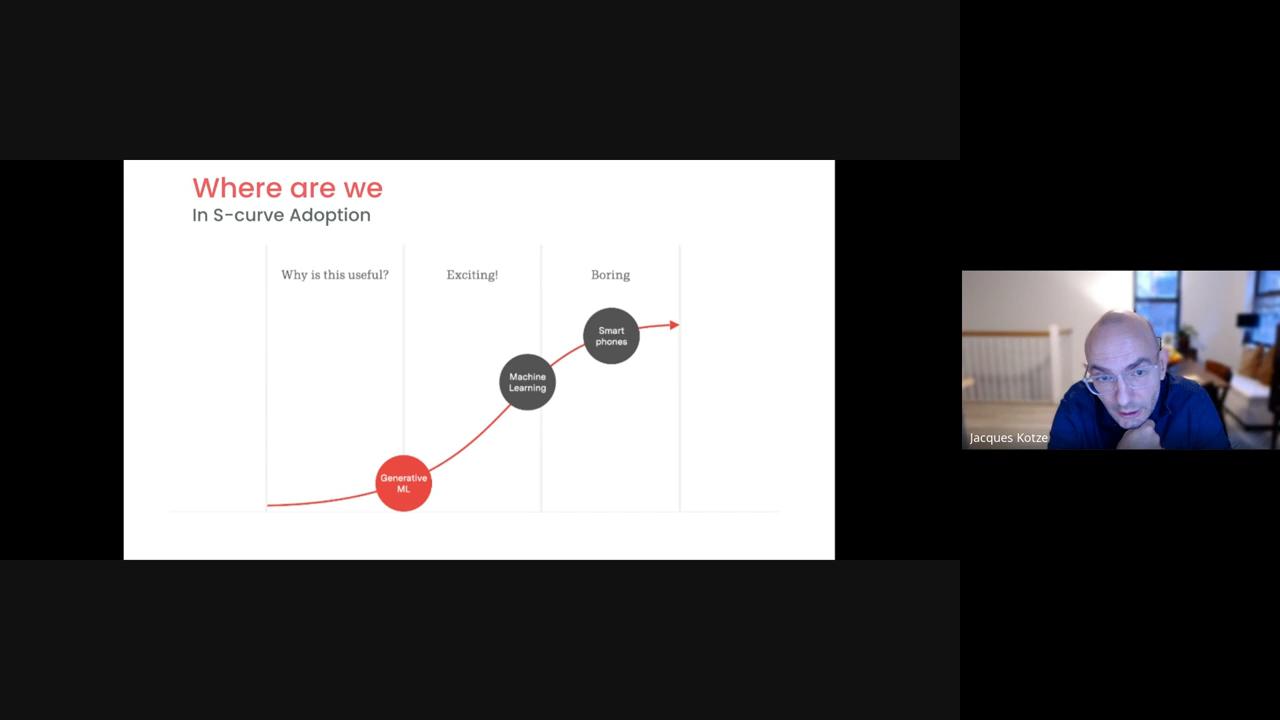 Where are we
In S-curve Adoption
Why is this useful?
Exciting!
Boring
Smart
phones
Machine
Learning
Generative
ML
Jacques Kotze